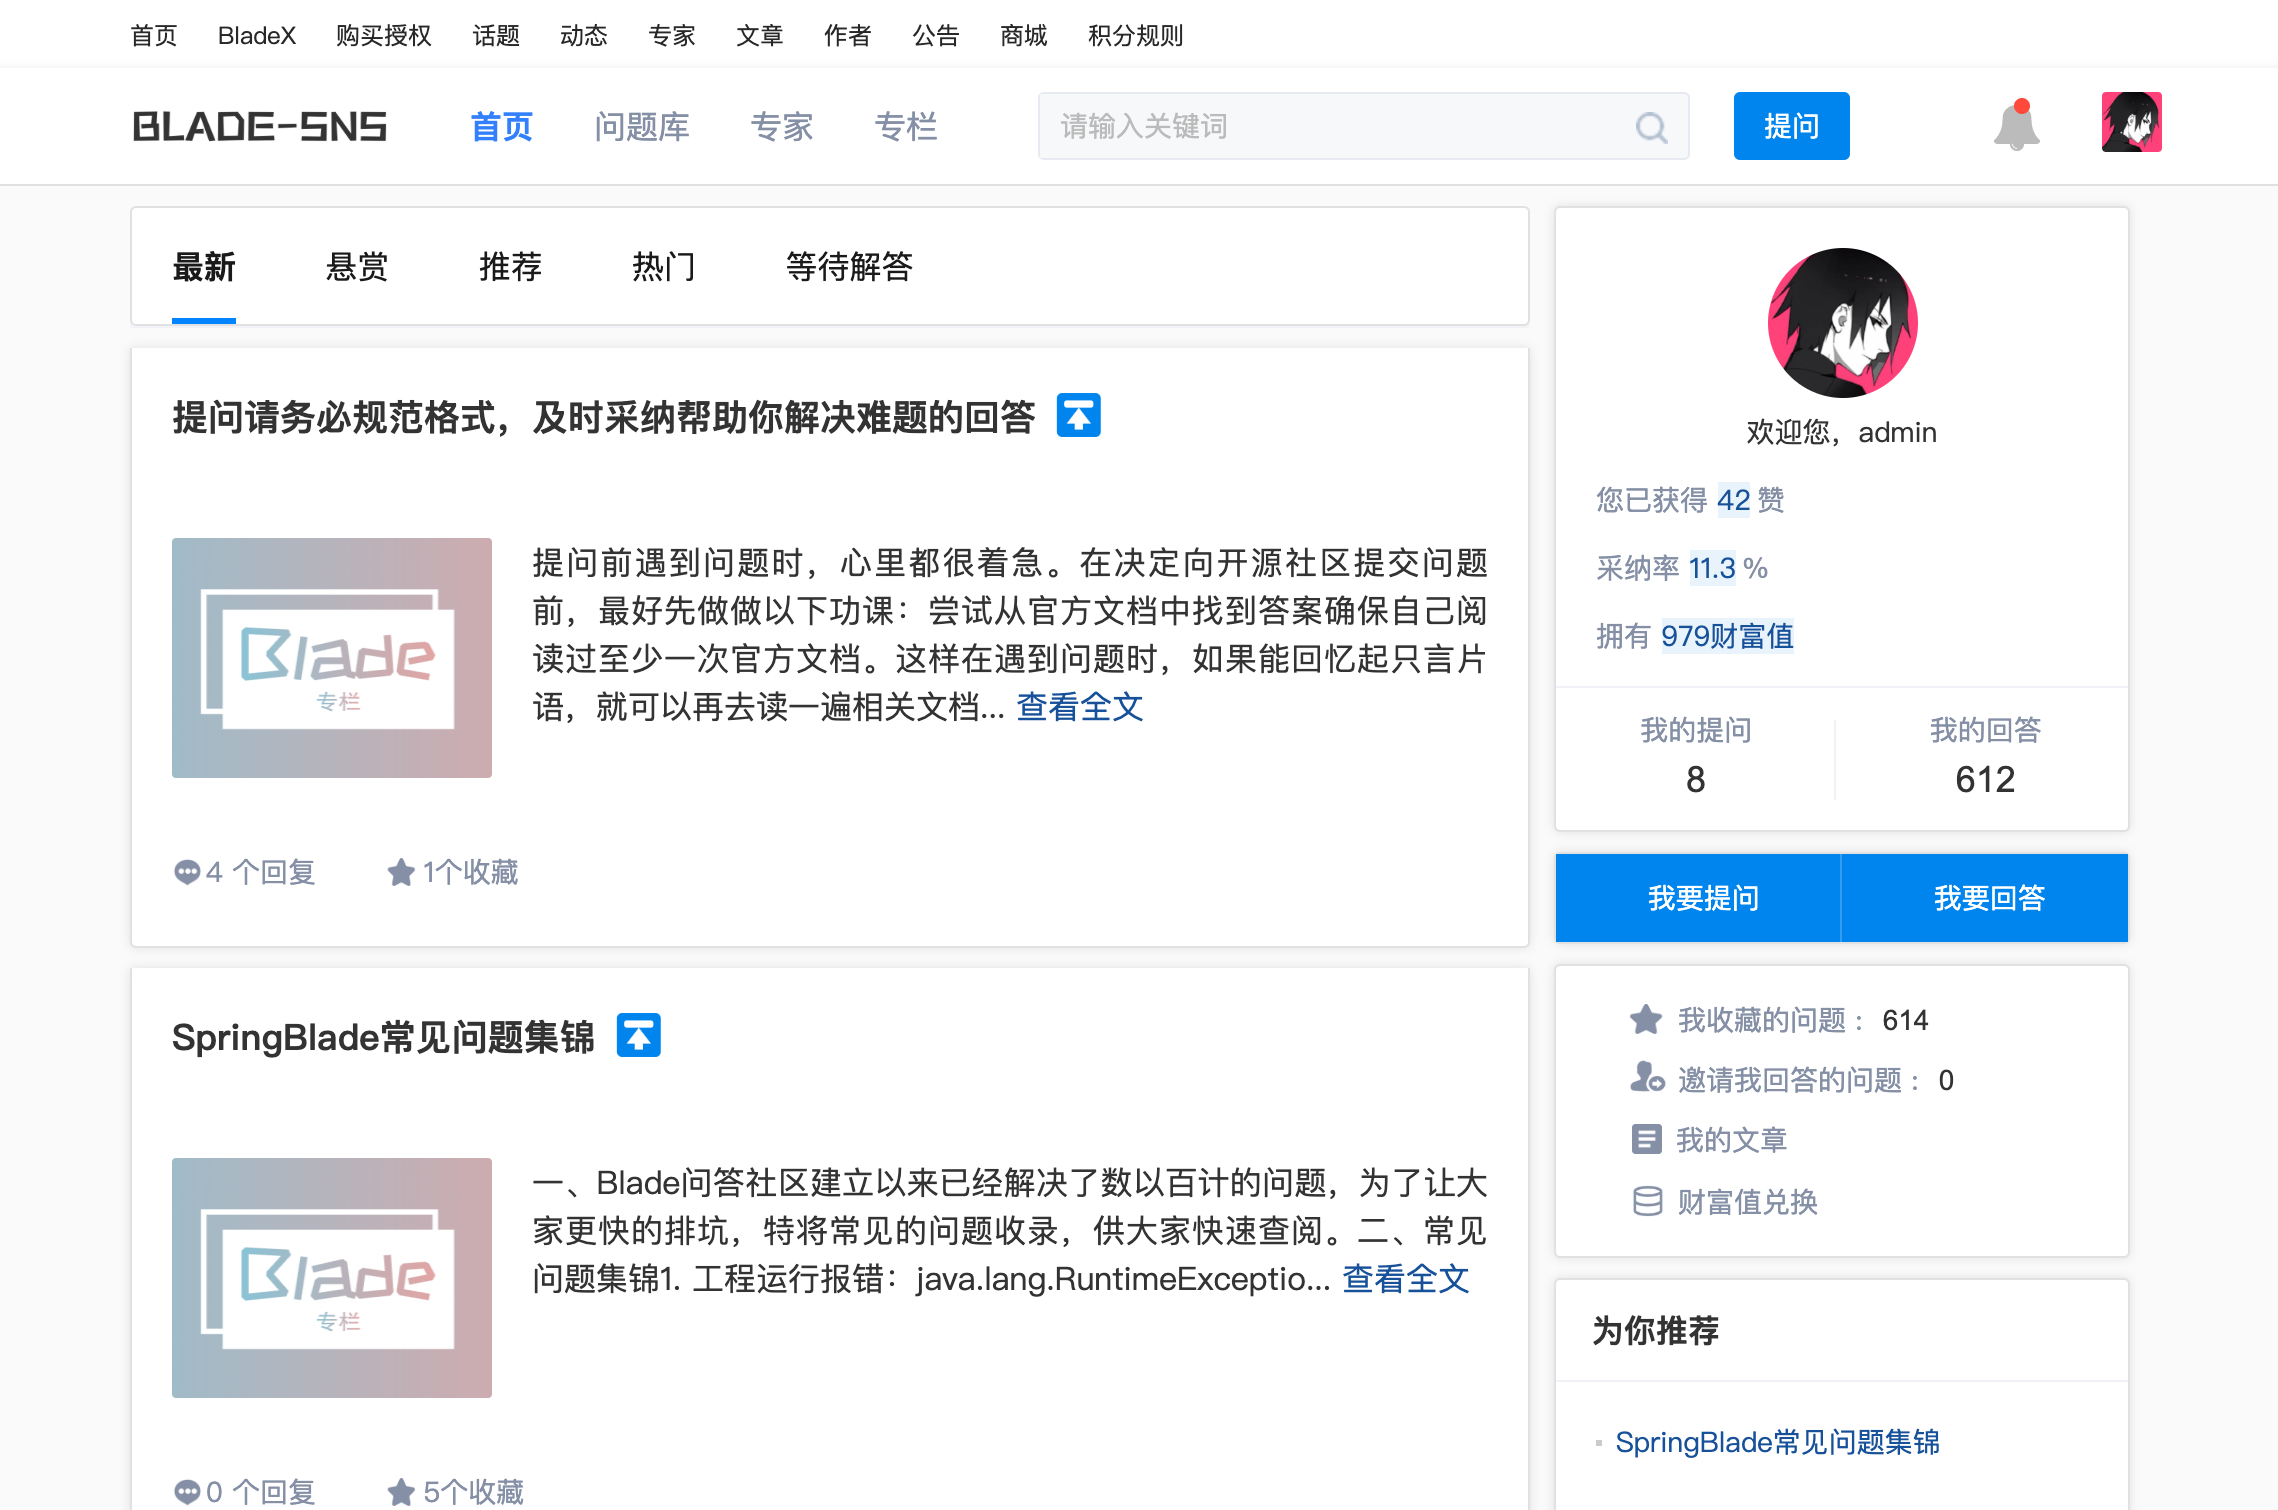 首页 BladeX 购买授权 话题 动态 专家 文章 作者 公告 商城 积分规则
BLADE-SNS 首页 问题库 专家 专栏 请输入关键词 提问
最新 悬赏 推荐 热门 等待解答
提问请务必规范格式，及时采纳帮助你解决难题的回答
Blade
专栏
提问前遇到问题时，心里都很着急。在决定向开源社区提交问题
前，最好先做做以下功课：尝试从官方文档中找到答案确保自己阅
读过至少一次官方文档。这样在遇到问题时，如果能回忆起只言片
语，就可以再去读一遍相关文档... 查看全文
4 个回复 1个收藏
SpringBlade常见问题集锦
Blade
专栏
一、Blade问答社区建立以来已经解决了数以百计的问题，为了让大
家更快的排坑，特将常见的问题收录，供大家快速查阅。二、常见
问题集锦1. 工程运行报错：java.lang.RuntimeExceptio... 查看全文
0 个回复 5个收藏
欢迎您，admin
您已获得 42 赞
采纳率 11.3 %
拥有 979财富值
我的提问 我的回答
8 612
我要提问 我要回答
我收藏的问题： 614
邀请我回答的问题： 0
我的文章
财富值兑换
为你推荐
SpringBlade常见问题集锦